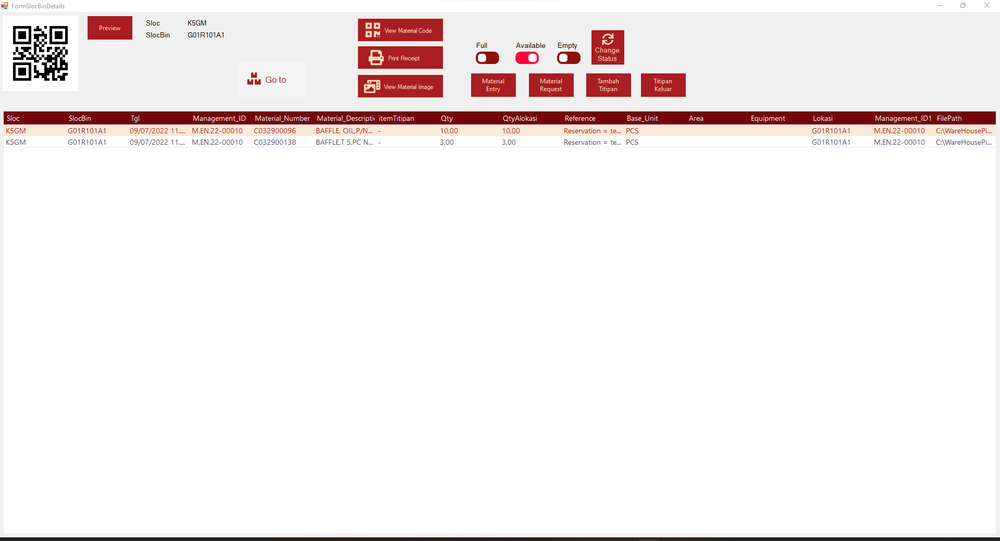 FormSlocBinDetails
Preview
Sloc K5GM
SlocBin G01R101A1
Go to
View Material Code
Print Receipt
View Material Image
Full Available Empty
Change
Status
Material
Entry
Material
Request
Tambah
Titipan
Titipan
Keluar
Sloc SlocBin Tgl Management_ID Material_Number Material_Descripti itemTitipan Qty QtyAlokasi Reference Base_Unit Area Equipment Lokasi Management_ID1 FilePath
K5GM G01R101A1 09/07/2022 11.... M.EN.22-00010 C032900096 BAFFLE, OIL,P/N... - 10,00 10,00 Reservation = te... PCS G01R101A1 M.EN.22-00010 C:\WareHousePi...
K5GM G01R101A1 09/07/2022 11.... M.EN.22-00010 C032900138 BAFFLE,T 5,PC N... - 3,00 3,00 Reservation = te... PCS G01R101A1 M.EN.22-00010 C:\WareHousePi...